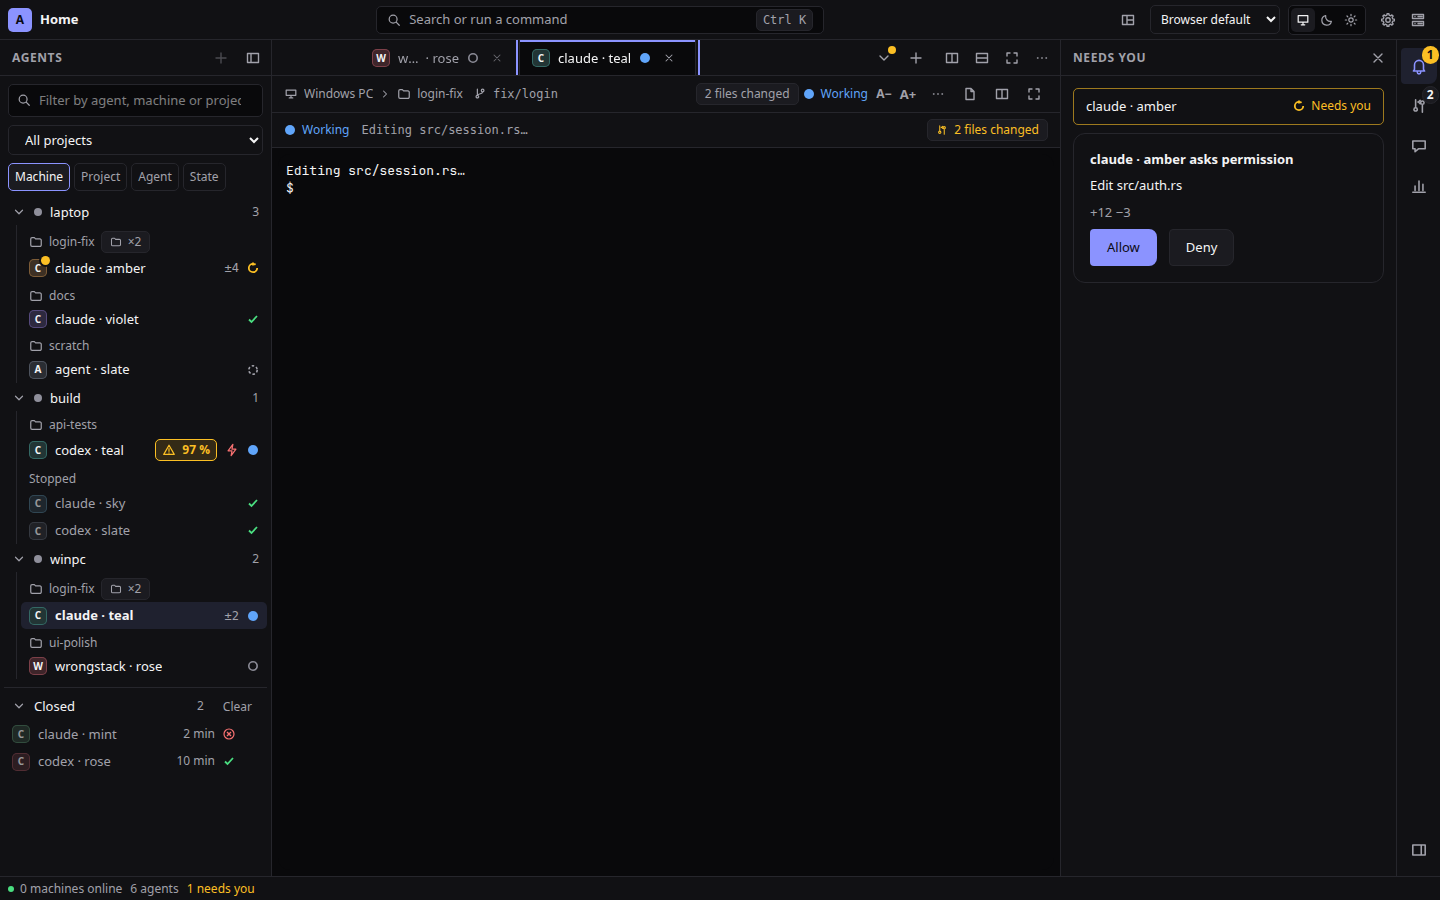 A Home
Search or run a command Ctrl K
Browser default
AGENTS
W w… · rose
C claude · teal
NEEDS YOU
1
2
Filter by agent, machine or projec
All projects
Machine Project Agent State
Windows PC login-fix fix/login
2 files changed Working A− A+
Working Editing src/session.rs… 2 files changed
Editing src/session.rs…
$
laptop 3
login-fix ×2
C claude · amber ±4
docs
C claude · violet
scratch
A agent · slate
build 1
api-tests
C codex · teal 97 %
Stopped
C claude · sky
C codex · slate
winpc 2
login-fix ×2
C claude · teal ±2
ui-polish
W wrongstack · rose
Closed 2 Clear
C claude · mint 2 min
C codex · rose 10 min
claude · amber Needs you
claude · amber asks permission
Edit src/auth.rs
+12 −3
Allow Deny
0 machines online 6 agents 1 needs you